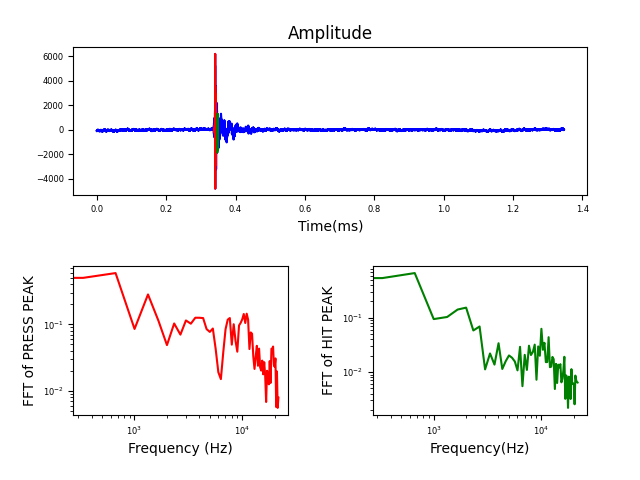 Amplitude
6000
4000
2000
0
−2000
−4000
0.0 0.2 0.4 0.6 0.8 1.0 1.2 1.4
Time(ms)
FFT of PRESS PEAK
10⁻¹
10⁻²
10³ 10⁴
Frequency (Hz)
FFT of HIT PEAK
10⁻¹
10⁻²
10³ 10⁴
Frequency(Hz)